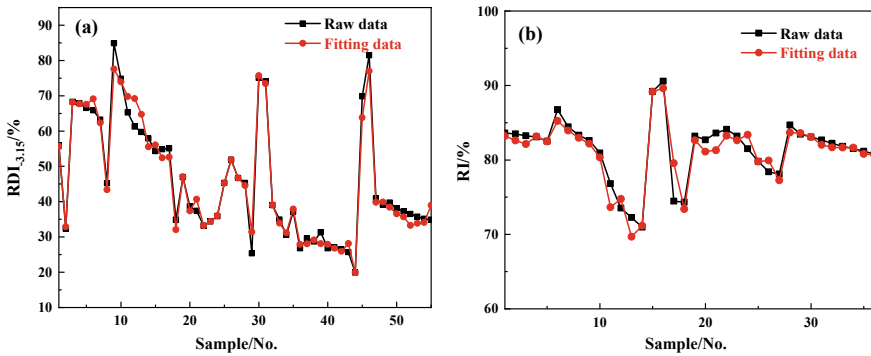 (a)
Raw data
Fitting data
RDI-3.15/%
90
80
70
60
50
40
30
20
10
10 20 30 40 50
Sample/No.
(b)
Raw data
Fitting data
RI/%
100
90
80
70
60
10 20 30
Sample/No.